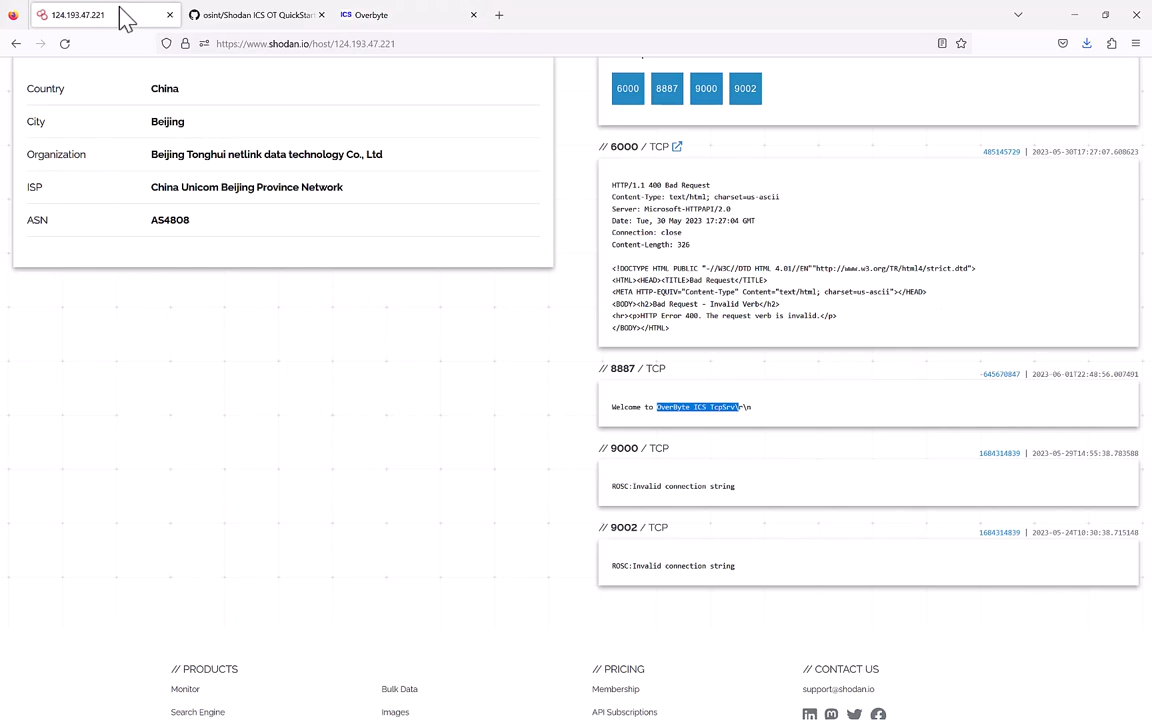 124.193.47.221
osint/Shodan ICS OT QuickStart
ICS Overbyte
https://www.shodan.io/host/124.193.47.221
Country China
City Beijing
Organization Beijing Tonghui netlink data technology Co., Ltd
ISP China Unicom Beijing Province Network
ASN AS4808
6000 8887 9000 9002
// 6000 / TCP
485145729 | 2023-05-30T17:27:07.608623
HTTP/1.1 400 Bad Request
Content-Type: text/html; charset=us-ascii
Server: Microsoft-HTTPAPI/2.0
Date: Tue, 30 May 2023 17:27:04 GMT
Connection: close
Content-Length: 326
<!DOCTYPE HTML PUBLIC "-//W3C//DTD HTML 4.01//EN""http://www.w3.org/TR/html4/strict.dtd">
<HTML><HEAD><TITLE>Bad Request</TITLE>
<META HTTP-EQUIV="Content-Type" Content="text/html; charset=us-ascii"></HEAD>
<BODY><h2>Bad Request - Invalid Verb</h2>
<hr><p>HTTP Error 400. The request verb is invalid.</p>
</BODY></HTML>
// 8887 / TCP
-645670847 | 2023-06-01T22:48:56.007491
Welcome to OverByte ICS TcpSrv\r\n
// 9000 / TCP
1684314839 | 2023-05-29T14:55:38.783588
ROSC:Invalid connection string
// 9002 / TCP
1684314839 | 2023-05-24T10:30:38.715148
ROSC:Invalid connection string
// PRODUCTS
Monitor
Search Engine
Bulk Data
Images
// PRICING
Membership
API Subscriptions
// CONTACT US
support@shodan.io